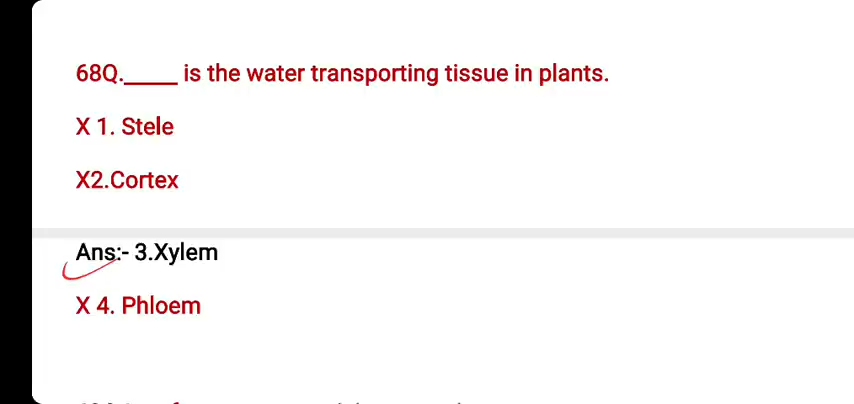 68Q._____ is the water transporting tissue in plants.
X 1. Stele
X2.Cortex
Ans:- 3.Xylem
X 4. Phloem